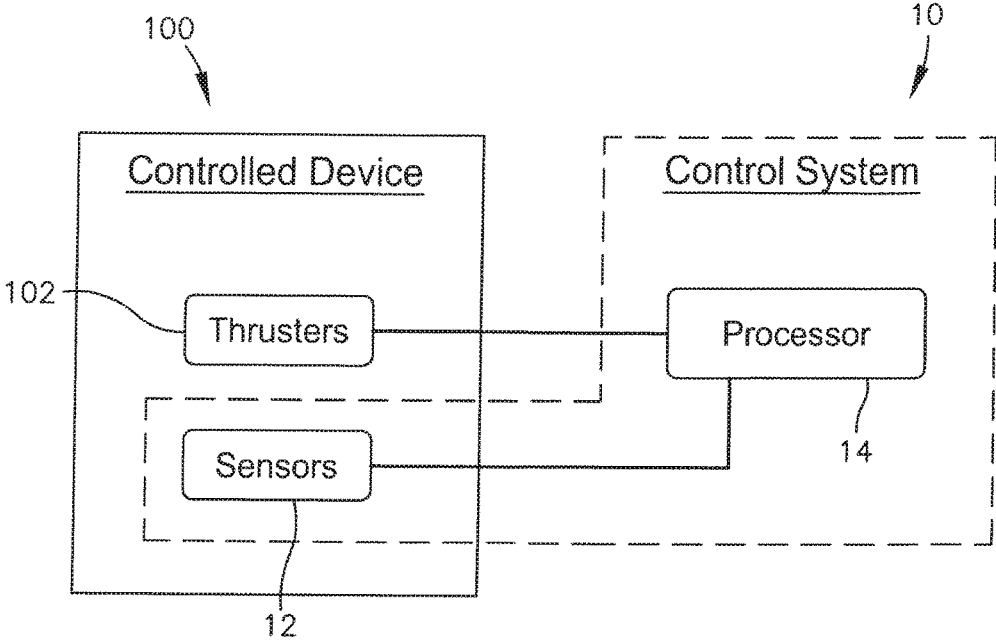 100
10
Controlled Device
Control System
102
Thrusters
Processor
Sensors
14
12